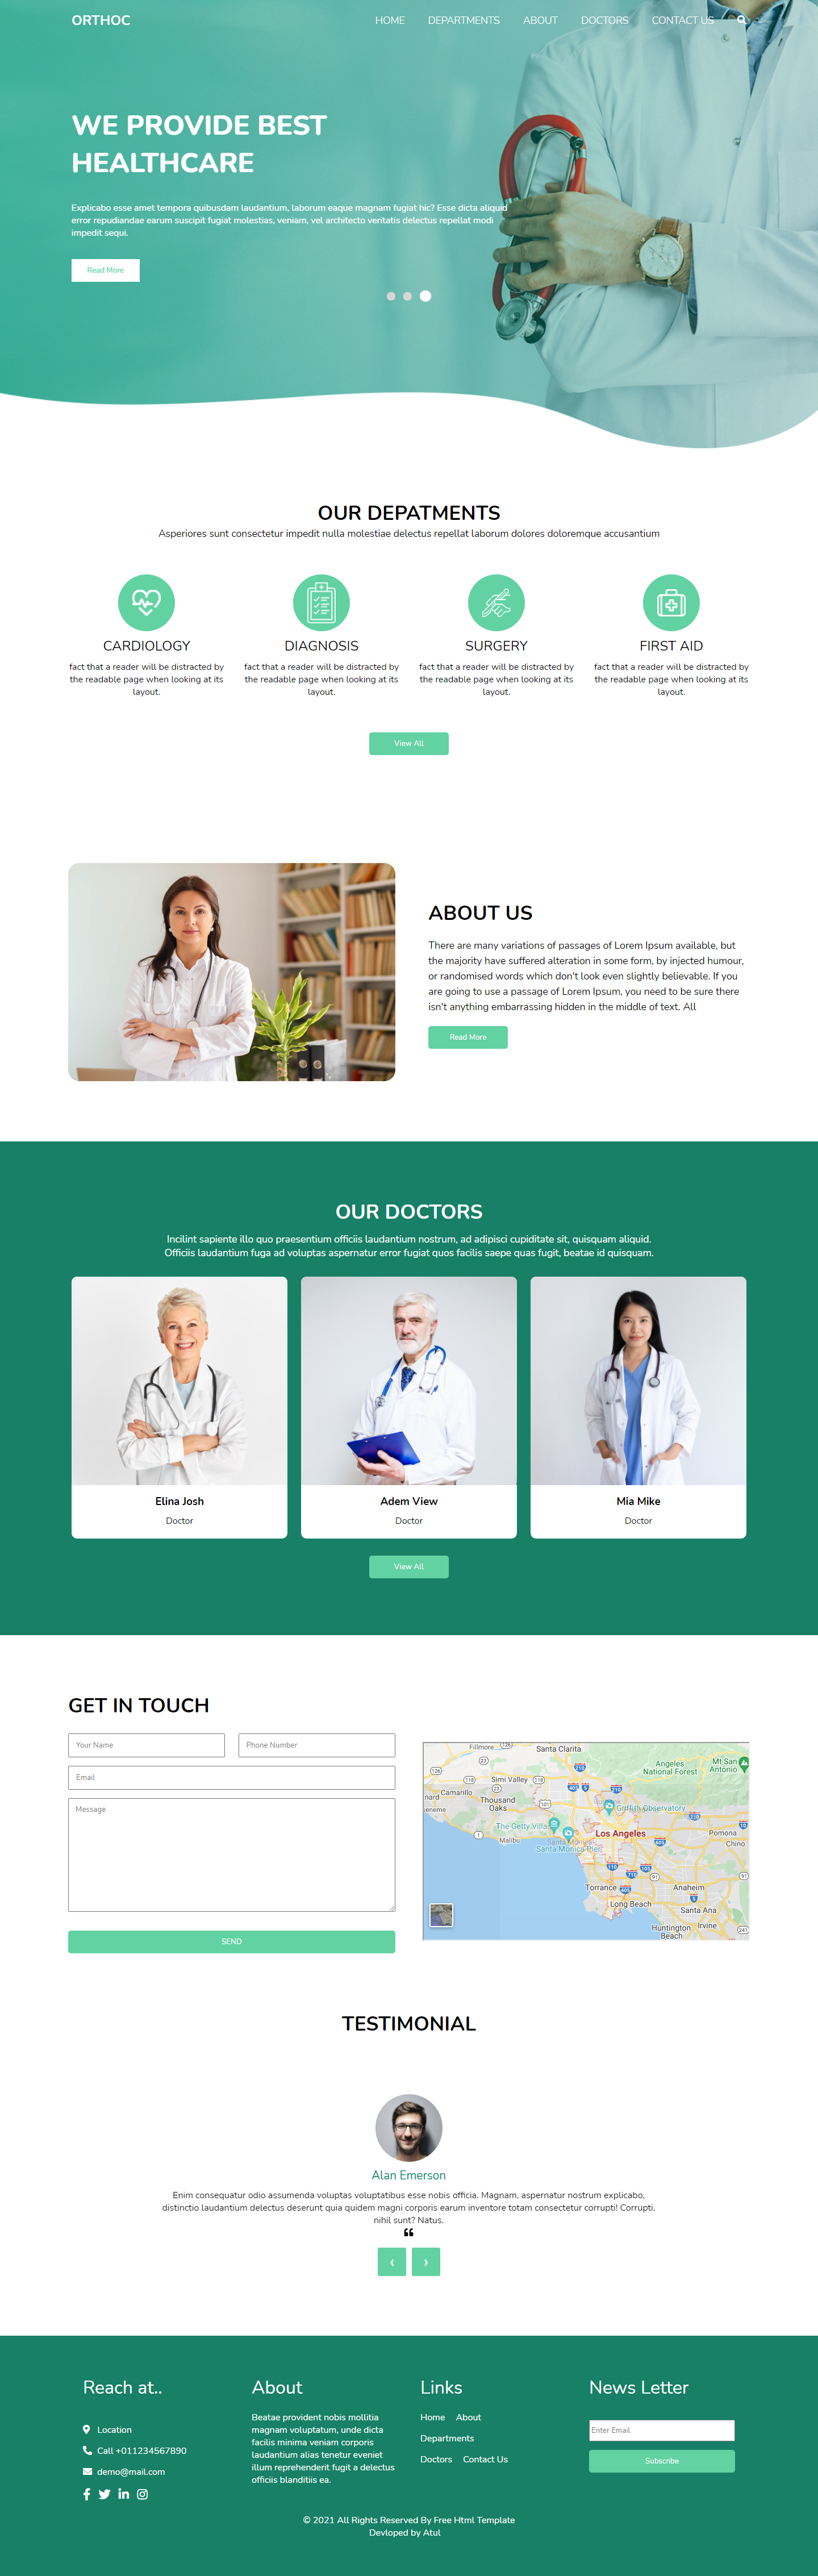 ORTHOC
HOME DEPARTMENTS ABOUT DOCTORS CONTACT US
WE PROVIDE BEST
HEALTHCARE
Explicabo esse amet tempora quibusdam laudantium, laborum eaque magnam fugiat hic? Esse dicta aliquid
error repudiandae earum suscipit fugiat molestias, veniam, vel architecto veritatis delectus repellat modi
impedit sequi.
Read More
OUR DEPATMENTS
Asperiores sunt consectetur impedit nulla molestiae delectus repellat laborum dolores doloremque accusantium
CARDIOLOGY
fact that a reader will be distracted by
the readable page when looking at its
layout.
DIAGNOSIS
fact that a reader will be distracted by
the readable page when looking at its
layout.
SURGERY
fact that a reader will be distracted by
the readable page when looking at its
layout.
FIRST AID
fact that a reader will be distracted by
the readable page when looking at its
layout.
View All
ABOUT US
There are many variations of passages of Lorem Ipsum available, but
the majority have suffered alteration in some form, by injected humour,
or randomised words which don't look even slightly believable. If you
are going to use a passage of Lorem Ipsum, you need to be sure there
isn't anything embarrassing hidden in the middle of text. All
Read More
OUR DOCTORS
Incilint sapiente illo quo praesentium officiis laudantium nostrum, ad adipisci cupiditate sit, quisquam aliquid.
Officiis laudantium fuga ad voluptas aspernatur error fugiat quos facilis saepe quas fugit, beatae id quisquam.
Elina Josh
Doctor
Adem View
Doctor
Mia Mike
Doctor
View All
GET IN TOUCH
Your Name
Phone Number
Email
Message
SEND
Fillmore
Santa Clarita
Angeles
National Forest
Mt San
Antonio
Simi Valley
Camarillo
Thousand
Oaks
Griffith Observatory
The Getty Villa
Los Angeles
Malibu
Santa Monica Pier
Pomona
Chino
Torrance
Anaheim
Long Beach
Santa Ana
Huntington
Beach
Irvine
TESTIMONIAL
Alan Emerson
Enim consequatur odio assumenda voluptas voluptatibus esse nobis officia. Magnam, aspernatur nostrum explicabo,
distinctio laudantium delectus deserunt quia quidem magni corporis earum inventore totam consectetur corrupti! Corrupti,
nihil sunt? Natus.
❝
‹ ›
Reach at..
Location
Call +011234567890
demo@mail.com
About
Beatae provident nobis mollitia
magnam voluptatum, unde dicta
facilis minima veniam corporis
laudantium alias tenetur eveniet
illum reprehenderit fugit a delectus
officiis blanditiis ea.
Links
Home About
Departments
Doctors Contact Us
News Letter
Enter Email
Subscribe
© 2021 All Rights Reserved By Free Html Template
Devloped by Atul